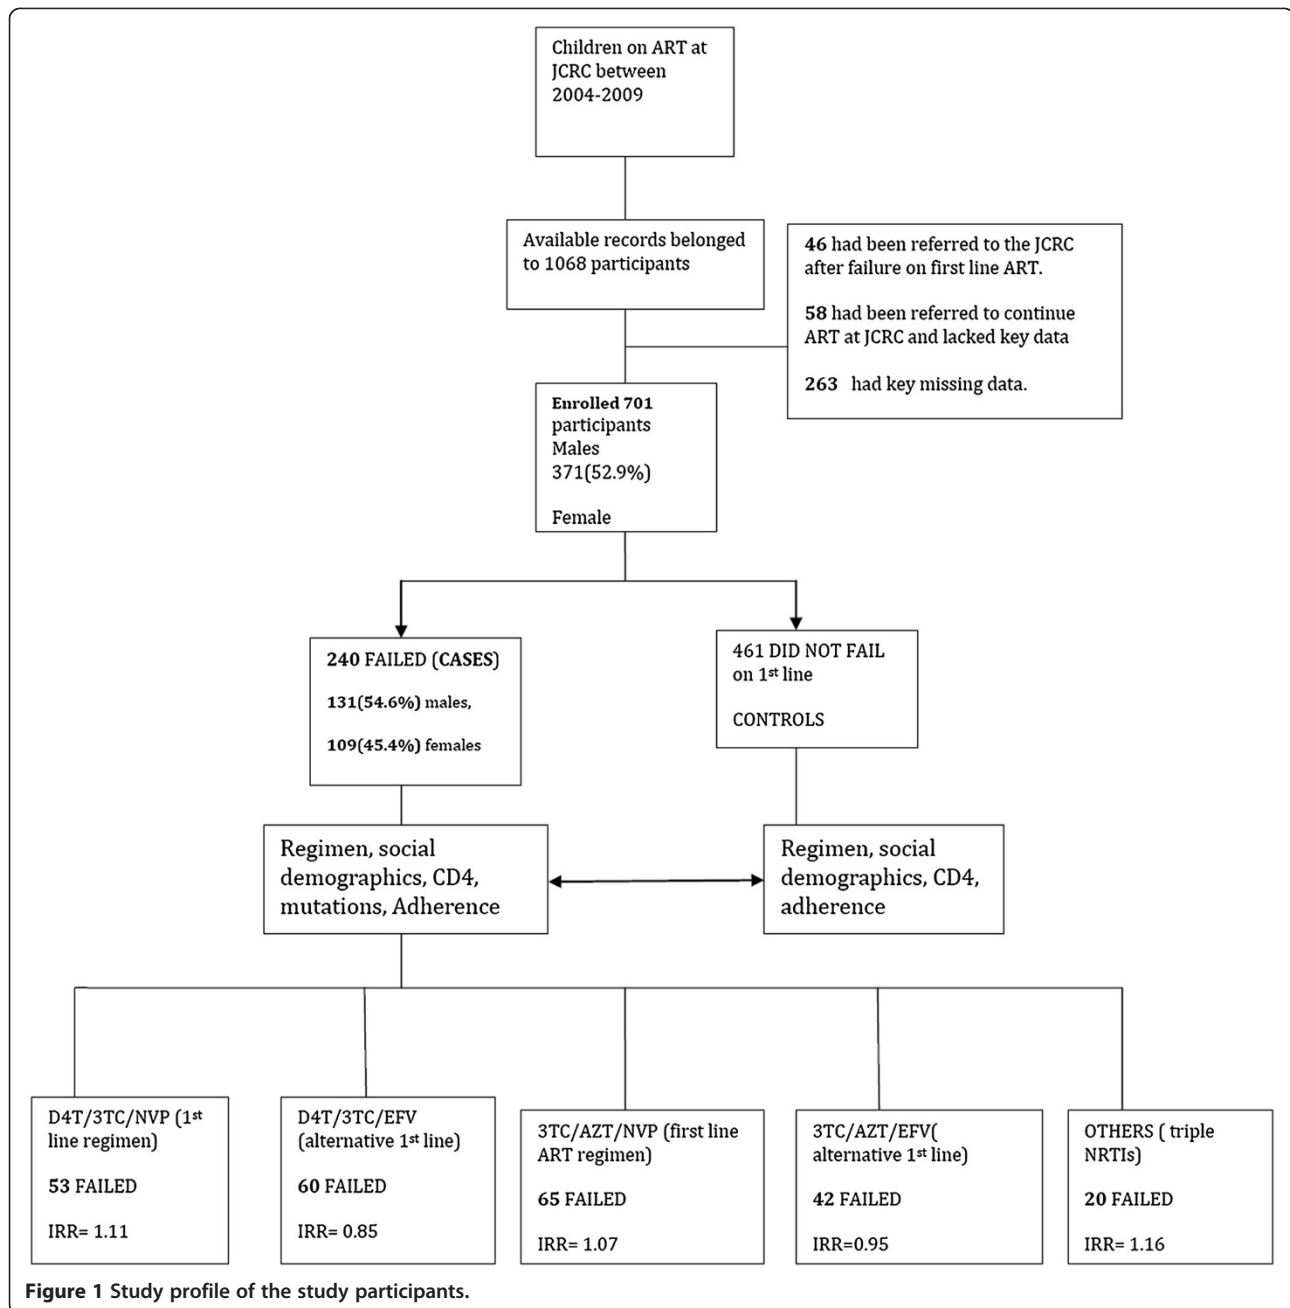 Children on ART at
JCRC between
2004-2009
Available records belonged
to 1068 participants
46 had been referred to the JCRC
after failure on first line ART.
58 had been referred to continue
ART at JCRC and lacked key data
263 had key missing data.
Enrolled 701
participants
Males
371(52.9%)
Female
240 FAILED (CASES)
131(54.6%) males,
109(45.4%) females
461 DID NOT FAIL
on 1st line
CONTROLS
Regimen, social
demographics, CD4,
mutations, Adherence
Regimen, social
demographics, CD4,
adherence
D4T/3TC/NVP (1st
line regimen)
53 FAILED
IRR= 1.11
D4T/3TC/EFV
(alternative 1st line)
60 FAILED
IRR= 0.85
3TC/AZT/NVP (first line
ART regimen)
65 FAILED
IRR= 1.07
3TC/AZT/EFV(
alternative 1st line)
42 FAILED
IRR=0.95
OTHERS ( triple
NRTIs)
20 FAILED
IRR= 1.16
Figure 1 Study profile of the study participants.